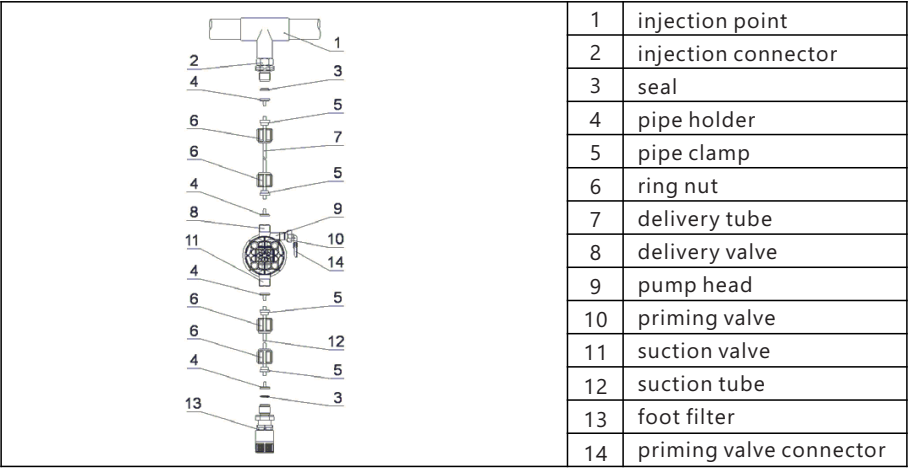 1
2
3
4
5
6
7
6
5
4
8
9
10
11
14
4
5
6
12
6
4
5
3
13
1 injection point
2 injection connector
3 seal
4 pipe holder
5 pipe clamp
6 ring nut
7 delivery tube
8 delivery valve
9 pump head
10 priming valve
11 suction valve
12 suction tube
13 foot filter
14 priming valve connector